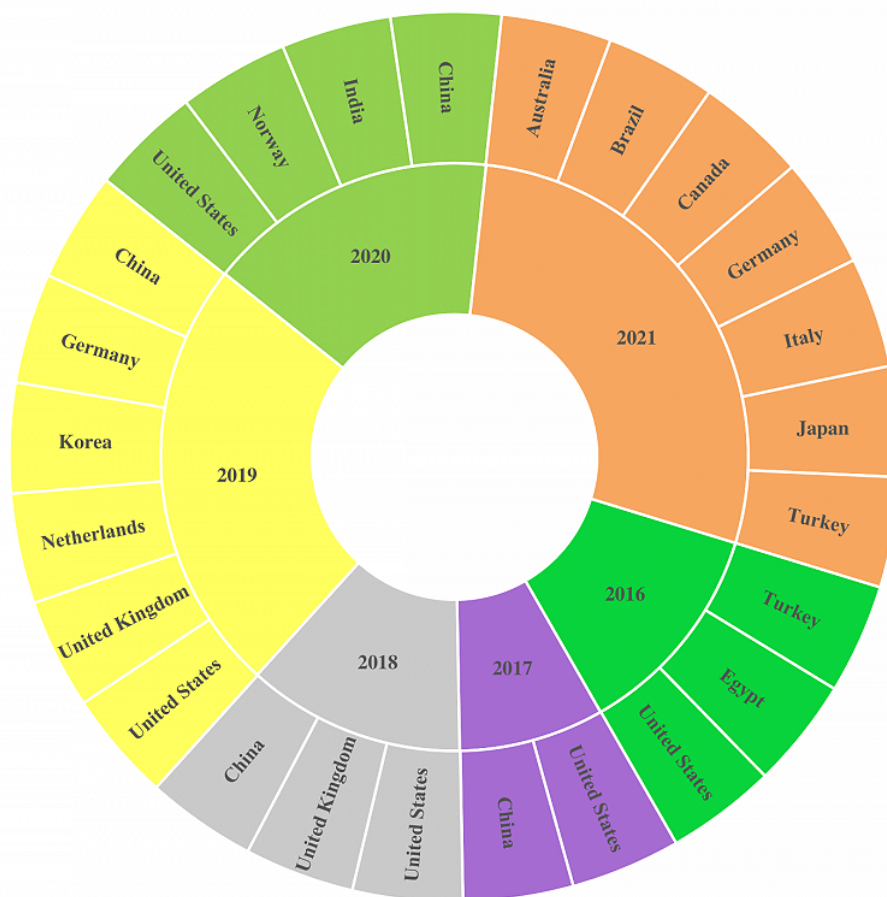 2021
Australia
Brazil
Canada
Germany
Italy
Japan
Turkey
2016
Turkey
Egypt
United States
2017
United States
China
2018
United States
United Kingdom
China
2019
United States
United Kingdom
Netherlands
Korea
Germany
China
2020
United States
Norway
India
China